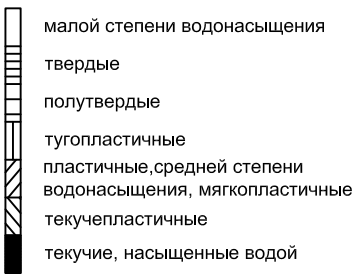 малой степени водонасыщения
твердые
полутвердые
тугопластичные
пластичные,средней степени
водонасыщения, мягкопластичные
текучепластичные
текучие, насыщенные водой